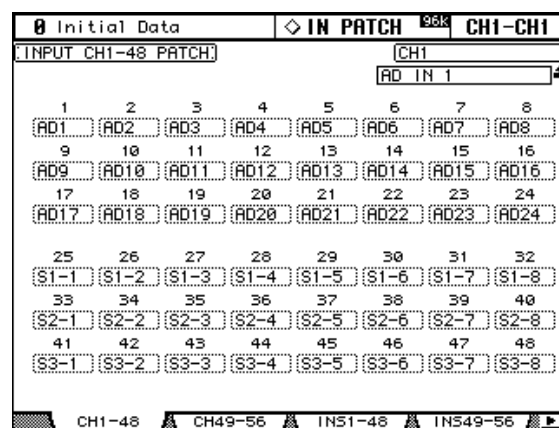 0 Initial Data ◇ IN PATCH 96K CH1-CH1
INPUT CH1-48 PATCH CH1
AD IN 1
1 2 3 4 5 6 7 8
AD1 AD2 AD3 AD4 AD5 AD6 AD7 AD8
9 10 11 12 13 14 15 16
AD9 AD10 AD11 AD12 AD13 AD14 AD15 AD16
17 18 19 20 21 22 23 24
AD17 AD18 AD19 AD20 AD21 AD22 AD23 AD24
25 26 27 28 29 30 31 32
S1-1 S1-2 S1-3 S1-4 S1-5 S1-6 S1-7 S1-8
33 34 35 36 37 38 39 40
S2-1 S2-2 S2-3 S2-4 S2-5 S2-6 S2-7 S2-8
41 42 43 44 45 46 47 48
S3-1 S3-2 S3-3 S3-4 S3-5 S3-6 S3-7 S3-8
CH1-48 CH49-56 INS1-48 INS49-56